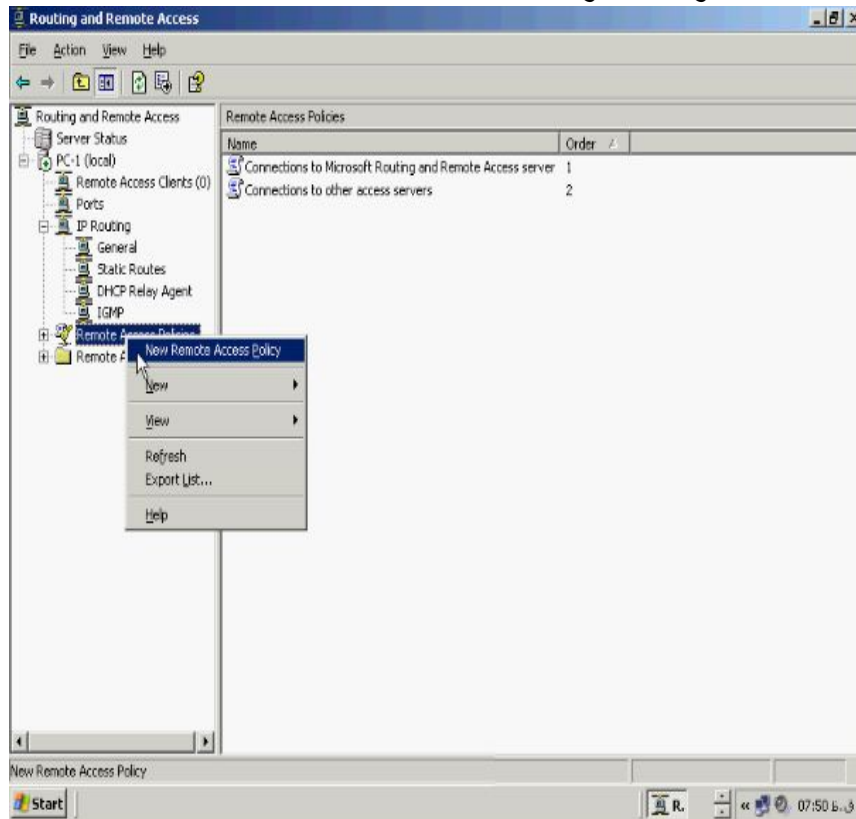 Routing and Remote Access
File Action View Help
Routing and Remote Access
Server Status
PC-1 (local)
Remote Access Clients (0)
Ports
IP Routing
General
Static Routes
DHCP Relay Agent
IGMP
Remote Access Policies
Remote A
Remote Access Policies
Name Order
Connections to Microsoft Routing and Remote Access server 1
Connections to other access servers 2
New Remote Access Policy
New
View
Refresh
Export List...
Help
New Remote Access Policy
Start
R.
« 07:50 ق.ظ